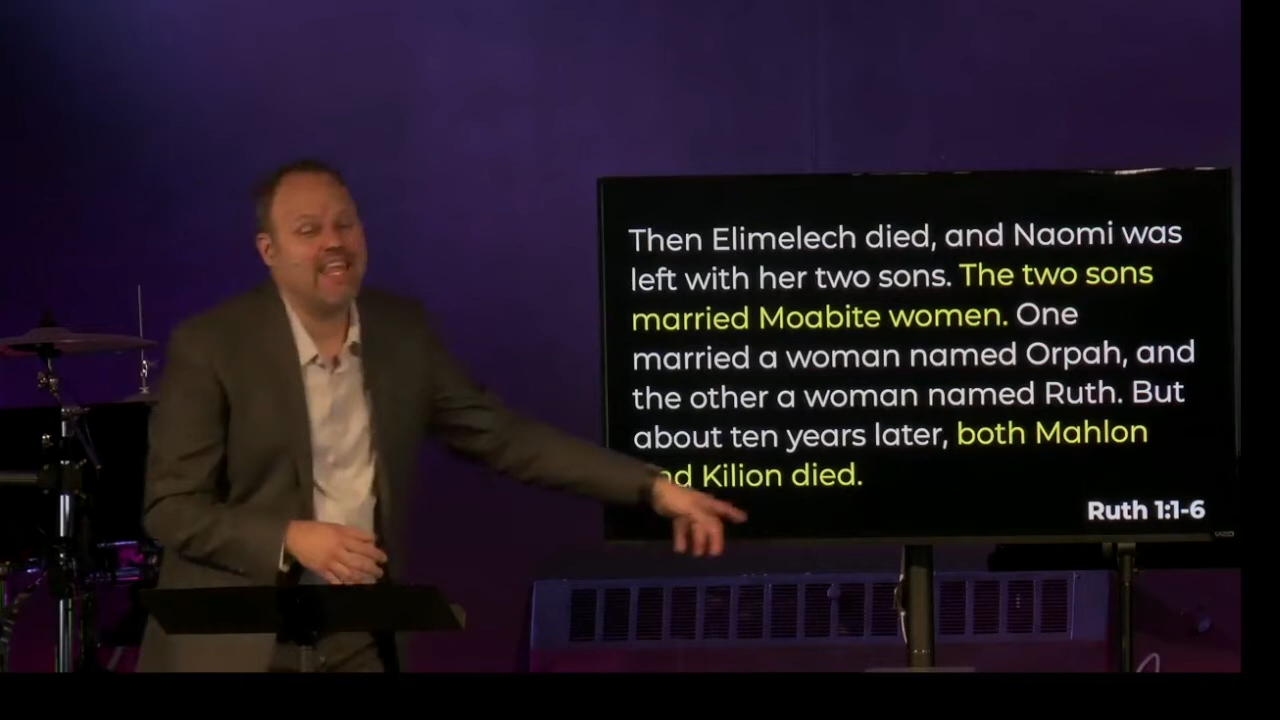 Then Elimelech died, and Naomi was
left with her two sons. The two sons
married Moabite women. One
married a woman named Orpah, and
the other a woman named Ruth. But
about ten years later, both Mahlon
and Kilion died.
Ruth 1:1-6